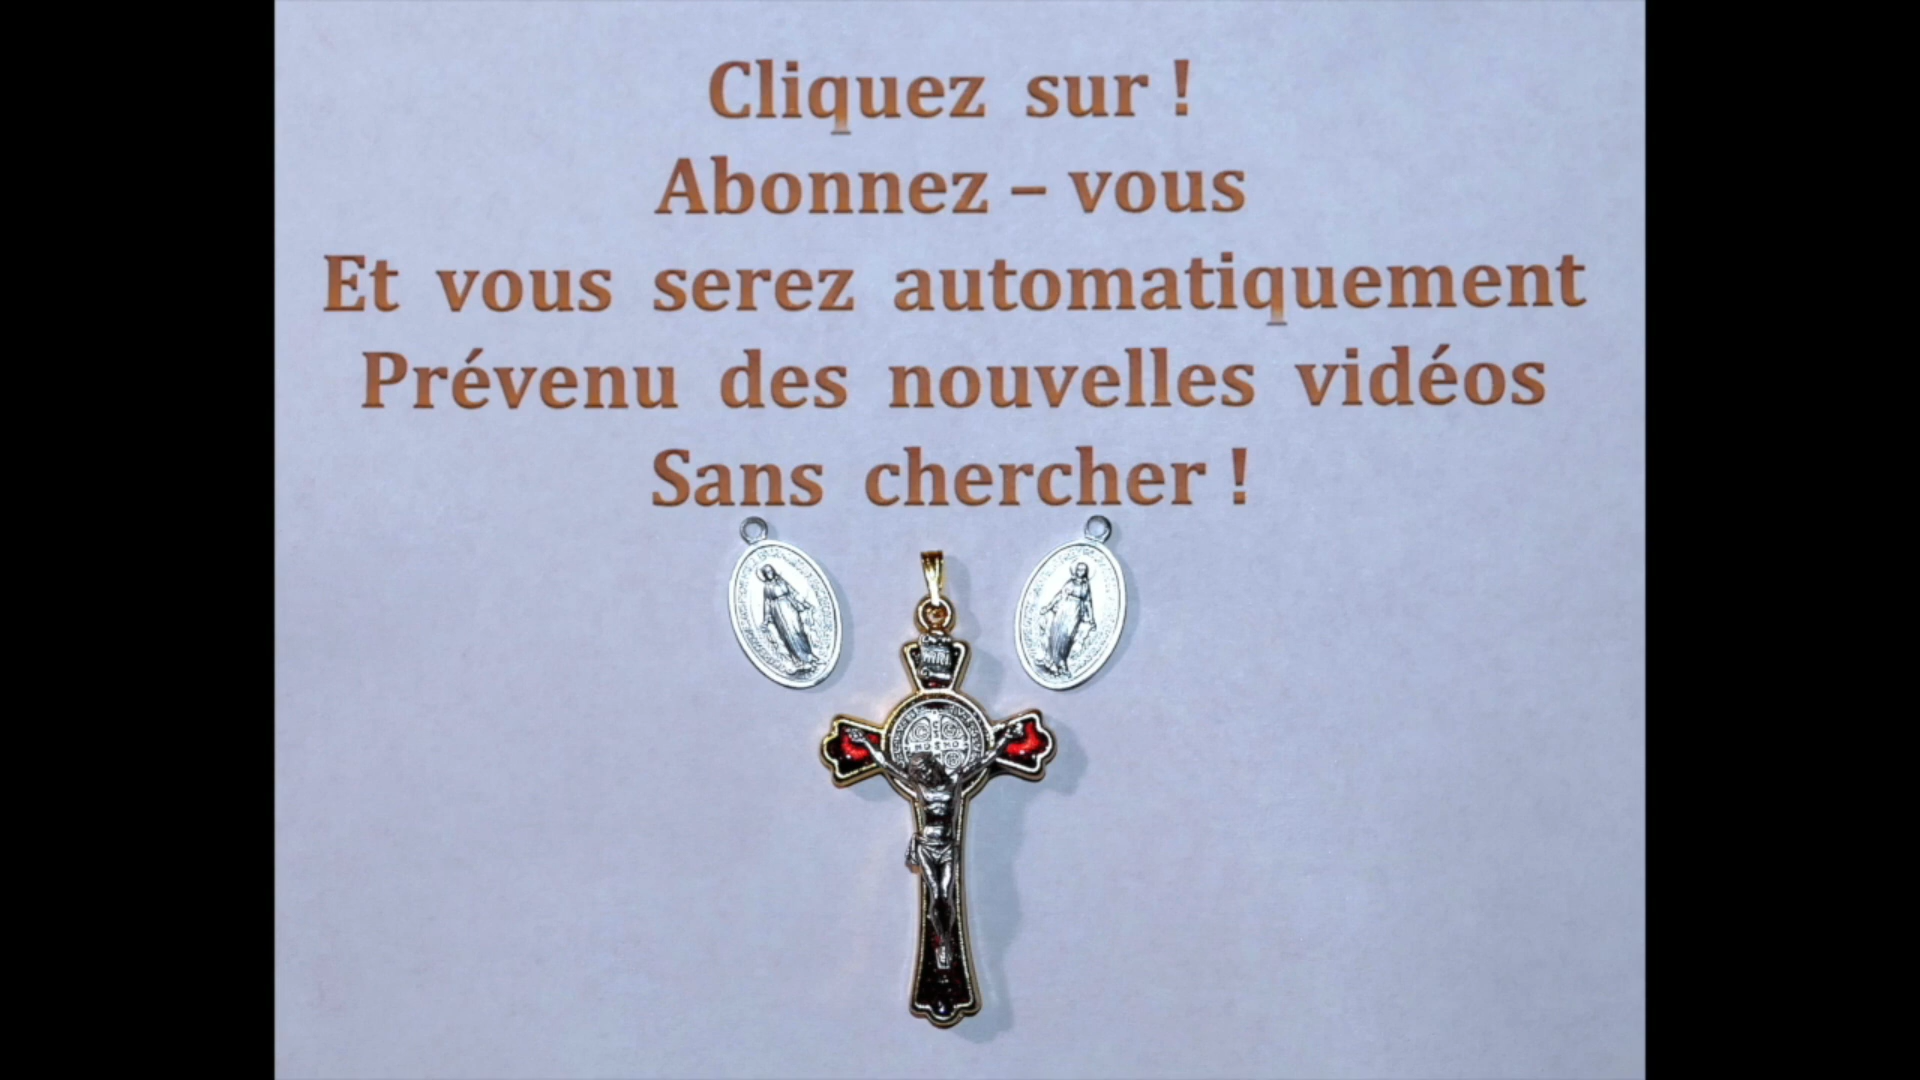 Cliquez sur !
Abonnez – vous
Et vous serez automatiquement
Prévenu des nouvelles vidéos
Sans chercher !